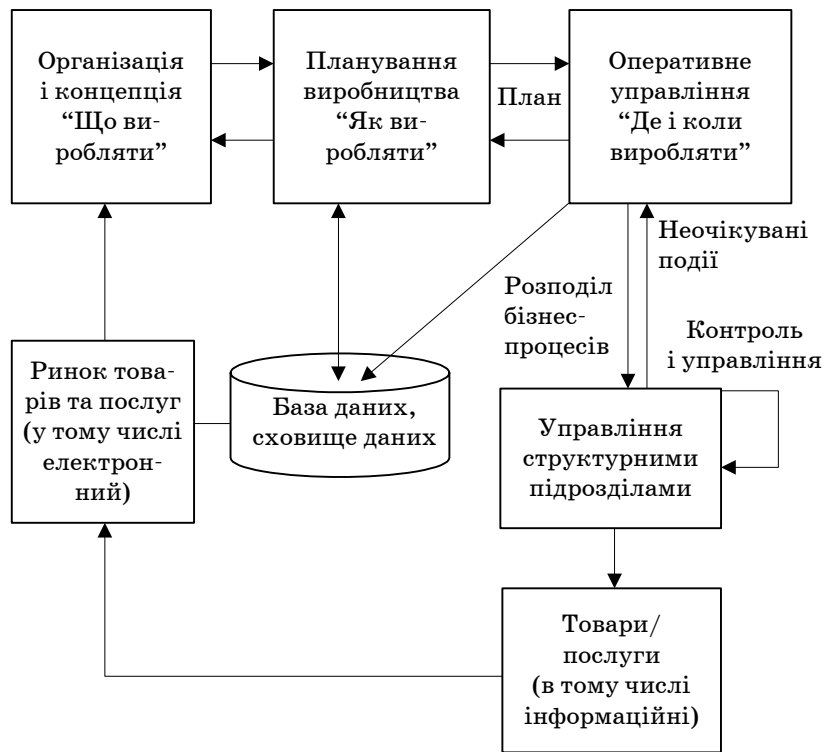 Організація
і концепція
“Що ви-
робляти”
Планування
виробництва
“Як ви-
робляти”
План
Оперативне
управління
“Де і коли
виробляти”
Неочікувані
події
Розподіл
бізнес-
процесів
Контроль
і управління
Ринок това-
рів та послуг
(у тому числі
електрон-
ний)
База даних,
сховище даних
Управління
структурними
підрозділами
Товари/
послуги
(в тому числі
інформаційні)